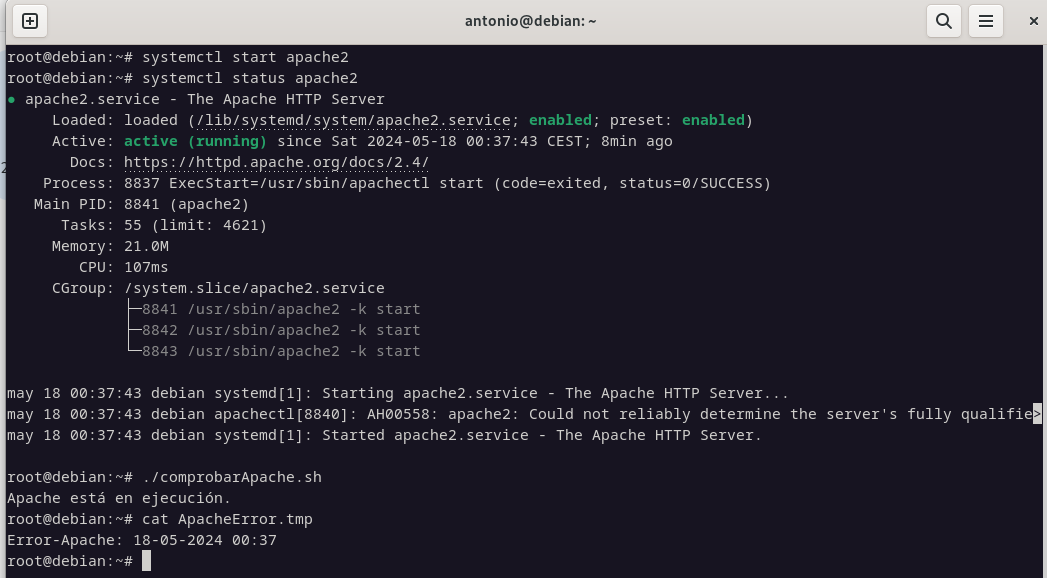 antonio@debian: ~
root@debian:~# systemctl start apache2
root@debian:~# systemctl status apache2
● apache2.service - The Apache HTTP Server
     Loaded: loaded (/lib/systemd/system/apache2.service; enabled; preset: enabled)
     Active: active (running) since Sat 2024-05-18 00:37:43 CEST; 8min ago
       Docs: https://httpd.apache.org/docs/2.4/
    Process: 8837 ExecStart=/usr/sbin/apachectl start (code=exited, status=0/SUCCESS)
   Main PID: 8841 (apache2)
      Tasks: 55 (limit: 4621)
     Memory: 21.0M
        CPU: 107ms
     CGroup: /system.slice/apache2.service
             ├─8841 /usr/sbin/apache2 -k start
             ├─8842 /usr/sbin/apache2 -k start
             └─8843 /usr/sbin/apache2 -k start
may 18 00:37:43 debian systemd[1]: Starting apache2.service - The Apache HTTP Server...
may 18 00:37:43 debian apachectl[8840]: AH00558: apache2: Could not reliably determine the server's fully qualifie>
may 18 00:37:43 debian systemd[1]: Started apache2.service - The Apache HTTP Server.
root@debian:~# ./comprobarApache.sh
Apache está en ejecución.
root@debian:~# cat ApacheError.tmp
Error-Apache: 18-05-2024 00:37
root@debian:~#